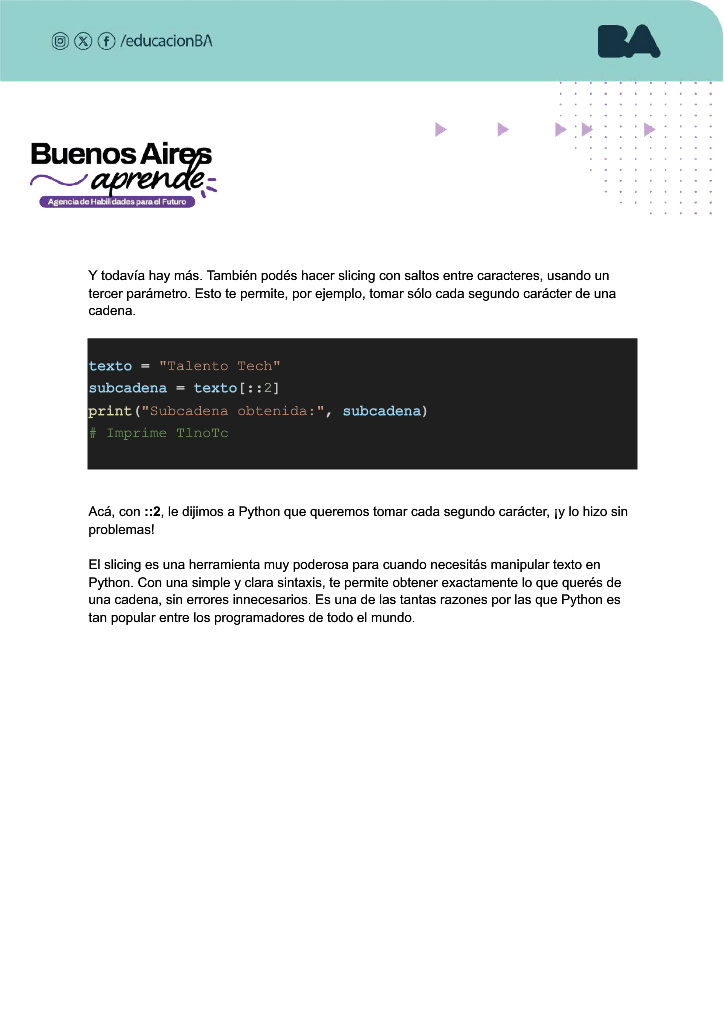 /educacionBA
BA
Buenos Aires
aprende
Agencia de Habilidades para el Futuro
Y todavía hay más. También podés hacer slicing con saltos entre caracteres, usando un
tercer parámetro. Esto te permite, por ejemplo, tomar sólo cada segundo carácter de una
cadena.
texto = "Talento Tech"
subcadena = texto[::2]
print("Subcadena obtenida:", subcadena)
# Imprime TlnoTc
Acá, con ::2, le dijimos a Python que queremos tomar cada segundo carácter, ¡y lo hizo sin
problemas!
El slicing es una herramienta muy poderosa para cuando necesitás manipular texto en
Python. Con una simple y clara sintaxis, te permite obtener exactamente lo que querés de
una cadena, sin errores innecesarios. Es una de las tantas razones por las que Python es
tan popular entre los programadores de todo el mundo.